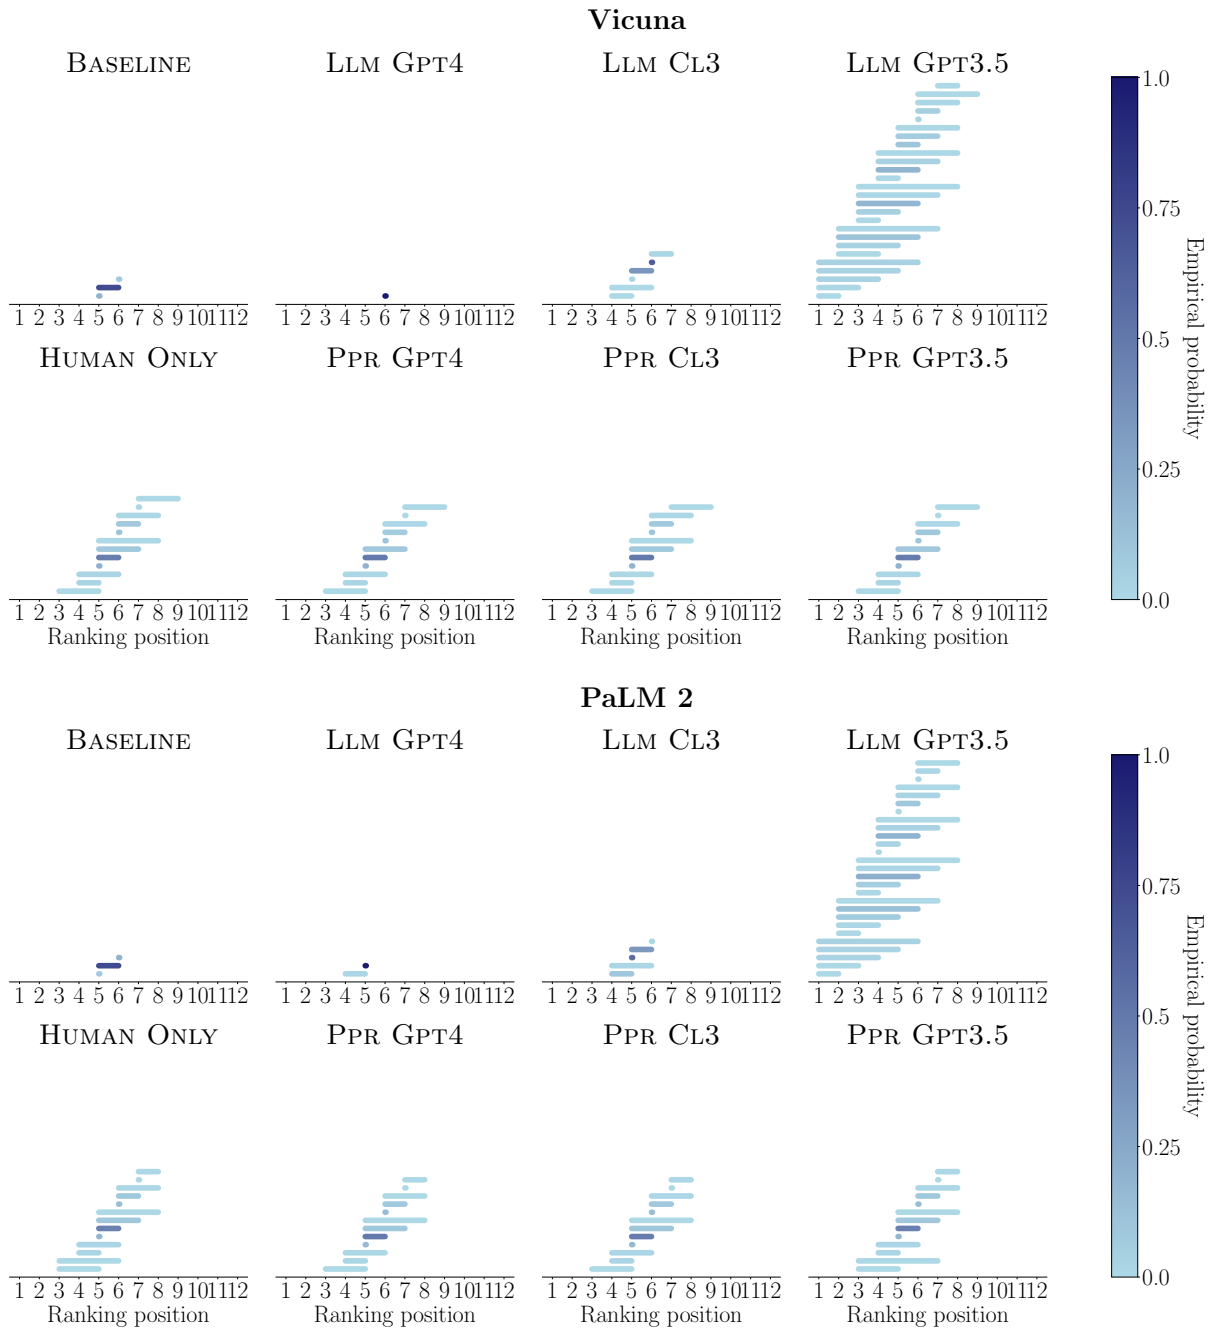 Vicuna
BASELINE LLM GPT4 LLM CL3 LLM GPT3.5
1.0
0.75
0.5
0.25
0.0
Empirical probability
1 2 3 4 5 6 7 8 9 10 11 12 1 2 3 4 5 6 7 8 9 10 11 12 1 2 3 4 5 6 7 8 9 10 11 12 1 2 3 4 5 6 7 8 9 10 11 12
HUMAN ONLY PPR GPT4 PPR CL3 PPR GPT3.5
1 2 3 4 5 6 7 8 9 10 11 12 1 2 3 4 5 6 7 8 9 10 11 12 1 2 3 4 5 6 7 8 9 10 11 12 1 2 3 4 5 6 7 8 9 10 11 12
Ranking position Ranking position Ranking position Ranking position
PaLM 2
BASELINE LLM GPT4 LLM CL3 LLM GPT3.5
1.0
0.75
0.5
0.25
0.0
Empirical probability
1 2 3 4 5 6 7 8 9 10 11 12 1 2 3 4 5 6 7 8 9 10 11 12 1 2 3 4 5 6 7 8 9 10 11 12 1 2 3 4 5 6 7 8 9 10 11 12
HUMAN ONLY PPR GPT4 PPR CL3 PPR GPT3.5
1 2 3 4 5 6 7 8 9 10 11 12 1 2 3 4 5 6 7 8 9 10 11 12 1 2 3 4 5 6 7 8 9 10 11 12 1 2 3 4 5 6 7 8 9 10 11 12
Ranking position Ranking position Ranking position Ranking position